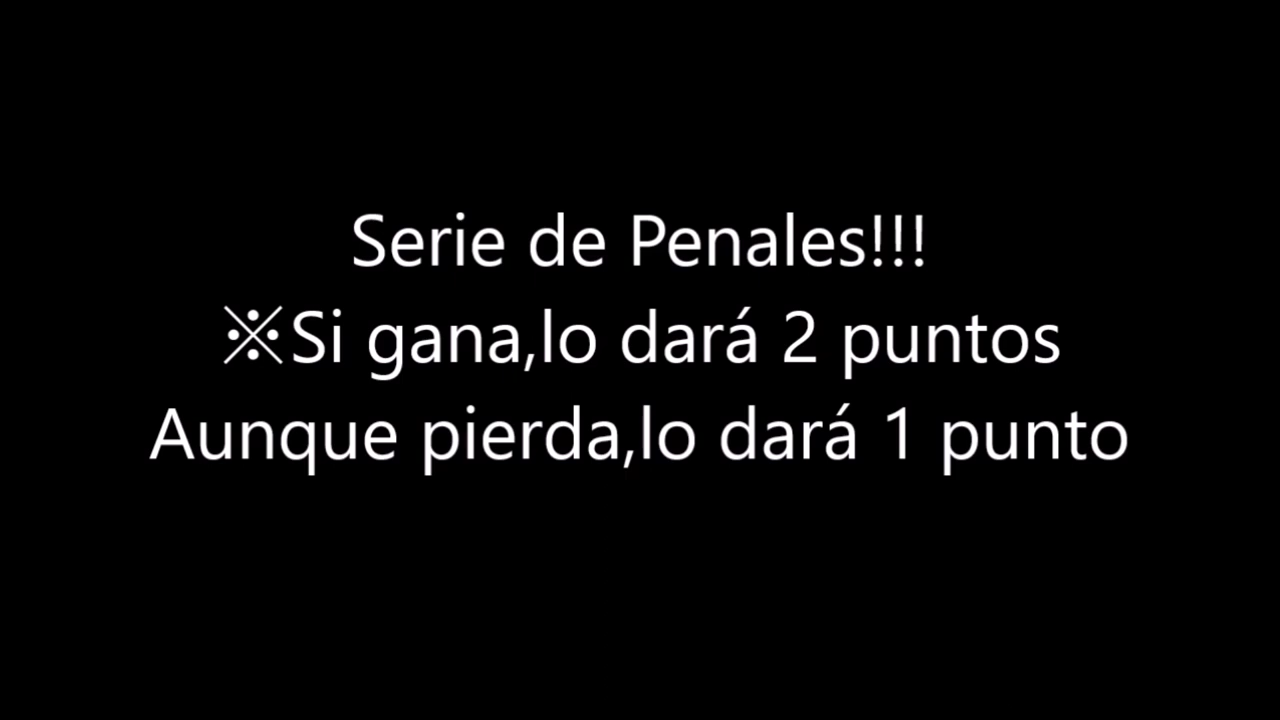 Serie de Penales!!!
※Si gana,lo dará 2 puntos
Aunque pierda,lo dará 1 punto